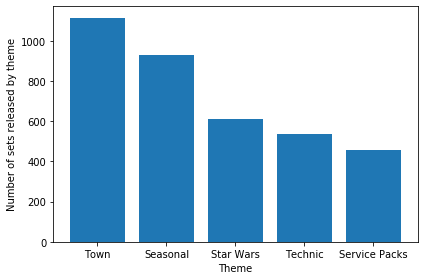 Number of sets released by theme
1000
800
600
400
200
0
Town Seasonal Star Wars Technic Service Packs
Theme